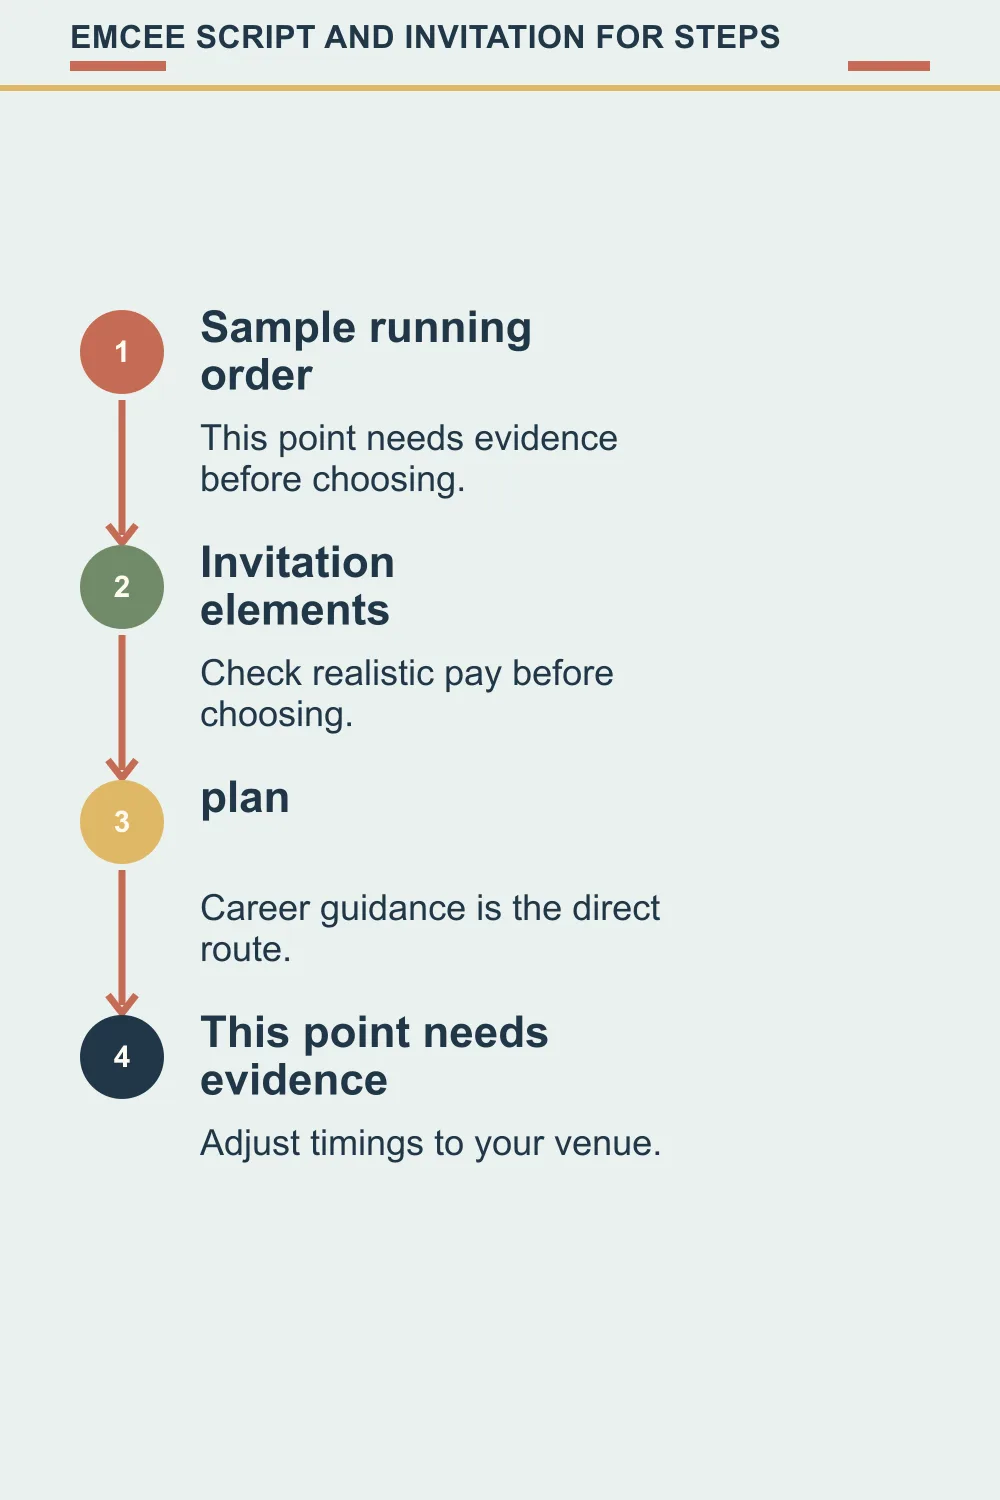 EMCEE SCRIPT AND INVITATION FOR STEPS
1
Sample running
order
This point needs evidence
before choosing.
2
Invitation
elements
Check realistic pay before
choosing.
3
plan
Career guidance is the direct
route.
4
This point needs
evidence
Adjust timings to your venue.